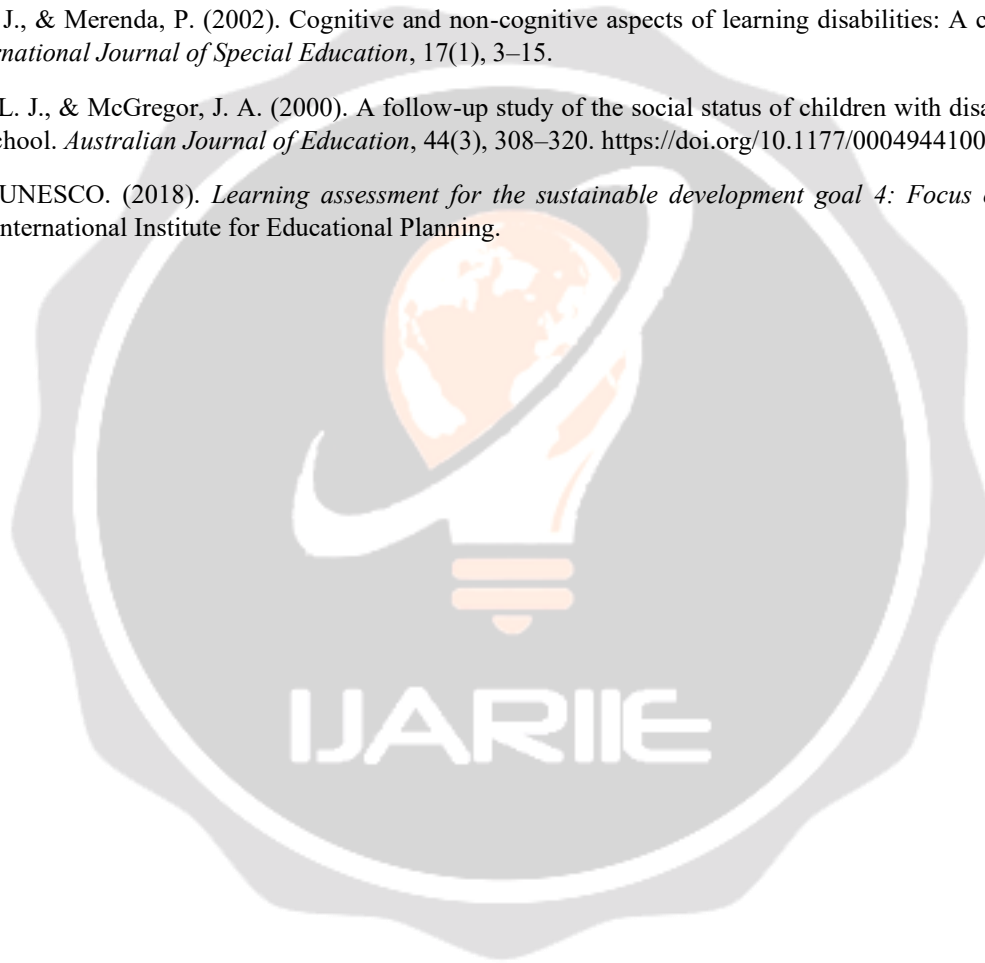 J., & Merenda, P. (2002). Cognitive and non-cognitive aspects of learning disabilities: A c
rnational Journal of Special Education, 17(1), 3–15.
L. J., & McGregor, J. A. (2000). A follow-up study of the social status of children with disa
chool. Australian Journal of Education, 44(3), 308–320. https://doi.org/10.1177/0004944100
UNESCO. (2018). Learning assessment for the sustainable development goal 4: Focus
nternational Institute for Educational Planning.
IJARIIE